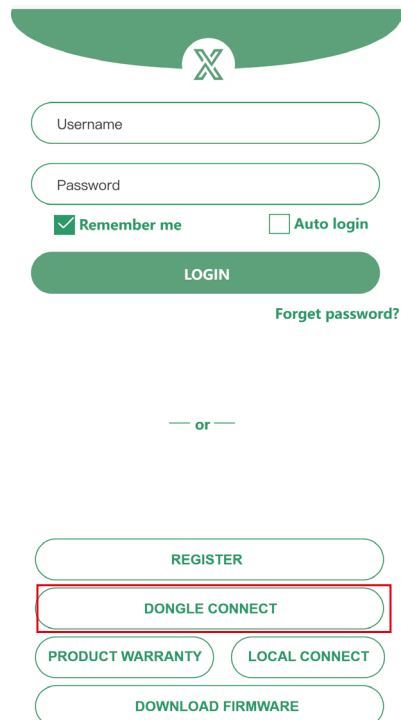 Username
Password
Remember me Auto login
LOGIN
Forget password?
or
REGISTER
DONGLE CONNECT
PRODUCT WARRANTY LOCAL CONNECT
DOWNLOAD FIRMWARE